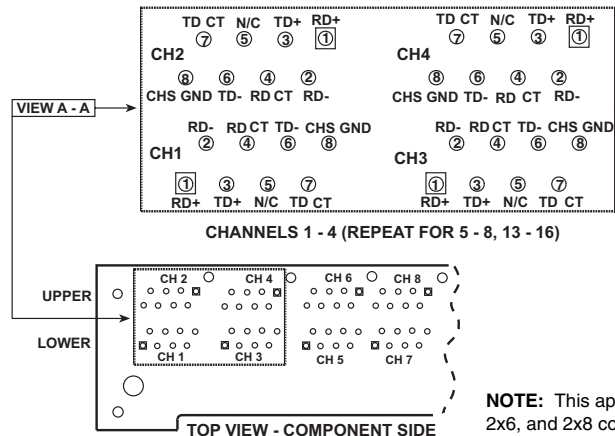 TD CT N/C TD+ RD+ TD CT N/C TD+ RD+
7 5 3 1 7 5 3 1
CH2 CH4
8 6 4 2 8 6 4 2
CHS GND TD- RD CT RD- CHS GND TD- RD CT RD-
VIEW A - A
RD- RD CT TD- CHS GND RD- RD CT TD- CHS GND
2 4 6 8 2 4 6 8
CH1 CH3
1 3 5 7 1 3 5 7
RD+ TD+ N/C TD CT RD+ TD+ N/C TD CT
CHANNELS 1 - 4 (REPEAT FOR 5 - 8, 13 - 16)
CH 2 CH 4 CH 6 CH 8
UPPER
LOWER
CH 1 CH 3 CH 5 CH 7
TOP VIEW - COMPONENT SIDE
NOTE: This ap
2x6, and 2x8 co